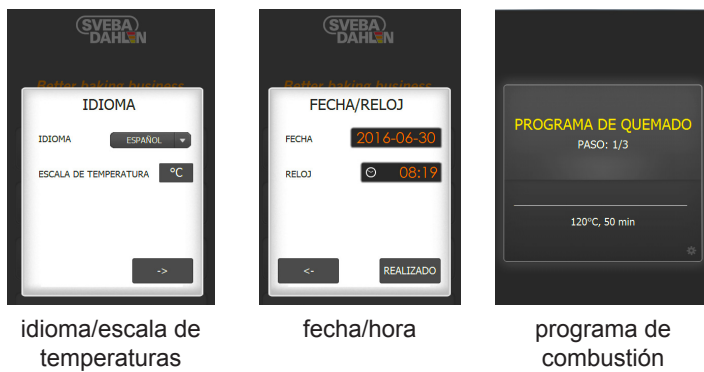 SVEBA
DAHLEN
Better baking business
IDIOMA
IDIOMA
ESPAÑOL
ESCALA DE TEMPERATURA
ºC
->
idioma/escala de
temperaturas
SVEBA
DAHLEN
Better baking business
FECHA/RELOJ
FECHA
2016-06-30
RELOJ
08:19
<-
REALIZADO
fecha/hora
PROGRAMA DE QUEMADO
PASO: 1/3
120°C, 50 min
programa de
combustión